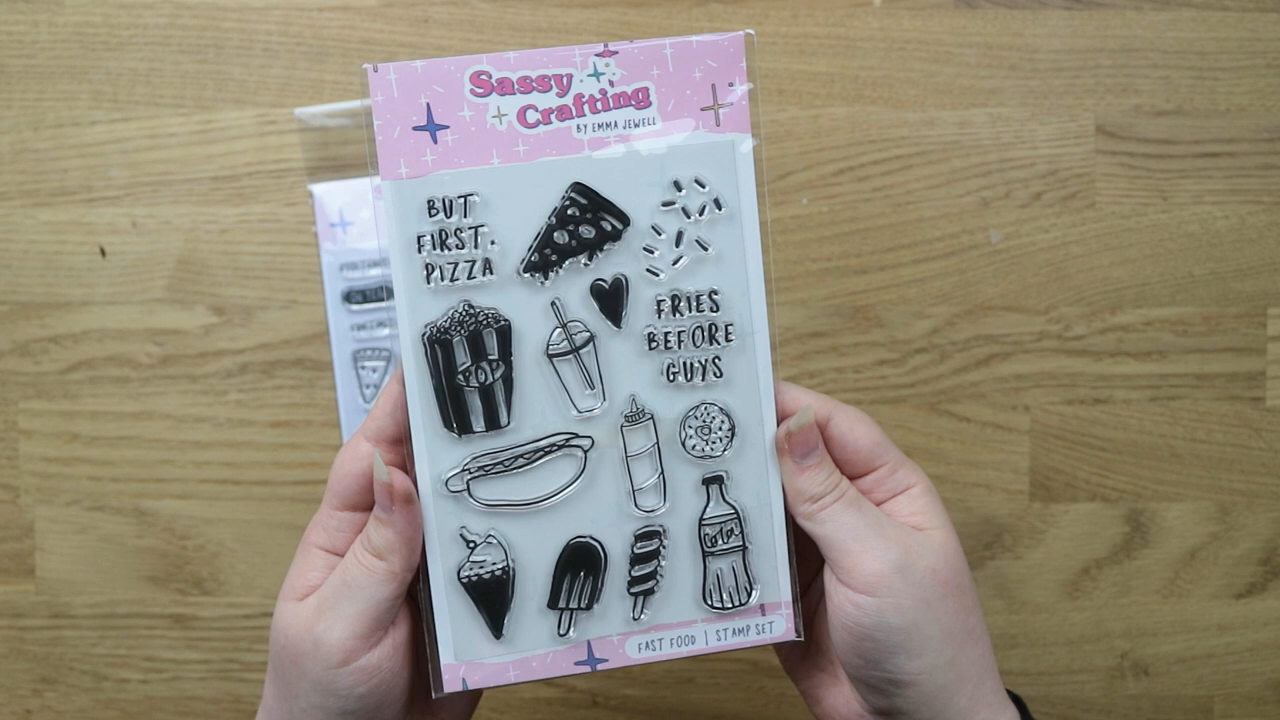 Sassy
Crafting
BY EMMA JEWELL
BUT
FIRST.
PIZZA
FRIES
BEFORE
GUYS
POP
Cola
FAST FOOD | STAMP SET